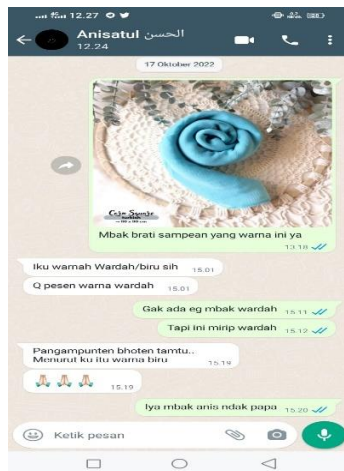 12.27
Anisatul الحسن
12.24
17 Oktober 2022
Case Square
Mbak brati sampean yang warna ini ya
13.18
Iku warnah Wardah/biru sih 15.01
Q pesen warna wardah 15.01
Gak ada eg mbak wardah 15.11
Tapi ini mirip wardah 15.12
Pangampunten bhoten tamtu..
Menurut ku itu warna biru 15.19
🙏🏻 🙏🏻 🙏🏻 15.19
Iya mbak anis ndak papa 15.20
Ketik pesan